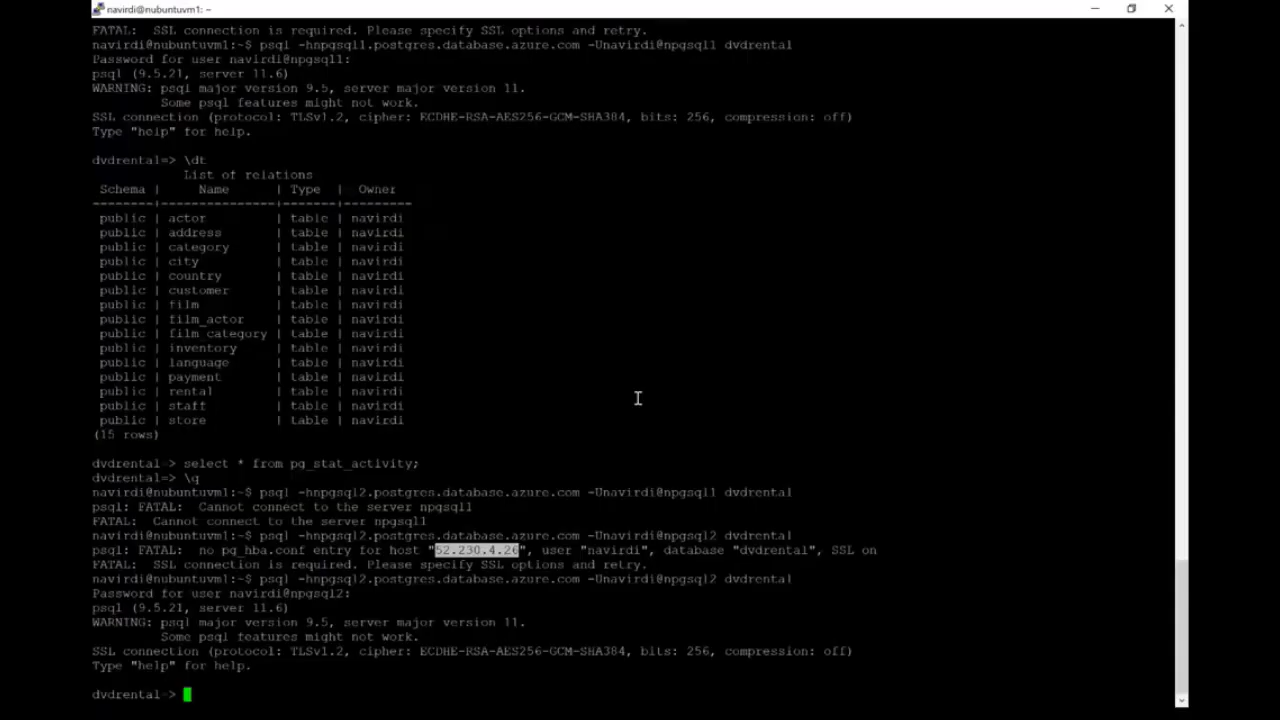 navirdi@nubuntuvm1: ~
FATAL:  SSL connection is required. Please specify SSL options and retry.
navirdi@nubuntuvm1:~$ psql -hnpgsql1.postgres.database.azure.com -Unavirdi@npgsql1 dvdrental
Password for user navirdi@npgsql1:
psql (9.5.21, server 11.6)
WARNING: psql major version 9.5, server major version 11.
         Some psql features might not work.
SSL connection (protocol: TLSv1.2, cipher: ECDHE-RSA-AES256-GCM-SHA384, bits: 256, compression: off)
Type "help" for help.
dvdrental=> \dt
             List of relations
 Schema |     Name      | Type  |  Owner
--------+---------------+-------+---------
 public | actor         | table | navirdi
 public | address       | table | navirdi
 public | category      | table | navirdi
 public | city          | table | navirdi
 public | country       | table | navirdi
 public | customer      | table | navirdi
 public | film          | table | navirdi
 public | film_actor    | table | navirdi
 public | film_category | table | navirdi
 public | inventory     | table | navirdi
 public | language      | table | navirdi
 public | payment       | table | navirdi
 public | rental        | table | navirdi
 public | staff         | table | navirdi
 public | store         | table | navirdi
(15 rows)
dvdrental=> select * from pg_stat_activity;
dvdrental=> \q
navirdi@nubuntuvm1:~$ psql -hnpgsql2.postgres.database.azure.com -Unavirdi@npgsql1 dvdrental
psql: FATAL:  Cannot connect to the server npgsql1
FATAL:  Cannot connect to the server npgsql1
navirdi@nubuntuvm1:~$ psql -hnpgsql2.postgres.database.azure.com -Unavirdi@npgsql2 dvdrental
psql: FATAL:  no pg_hba.conf entry for host "52.230.4.26", user "navirdi", database "dvdrental", SSL on
FATAL:  SSL connection is required. Please specify SSL options and retry.
navirdi@nubuntuvm1:~$ psql -hnpgsql2.postgres.database.azure.com -Unavirdi@npgsql2 dvdrental
Password for user navirdi@npgsql2:
psql (9.5.21, server 11.6)
WARNING: psql major version 9.5, server major version 11.
         Some psql features might not work.
SSL connection (protocol: TLSv1.2, cipher: ECDHE-RSA-AES256-GCM-SHA384, bits: 256, compression: off)
Type "help" for help.
dvdrental=>